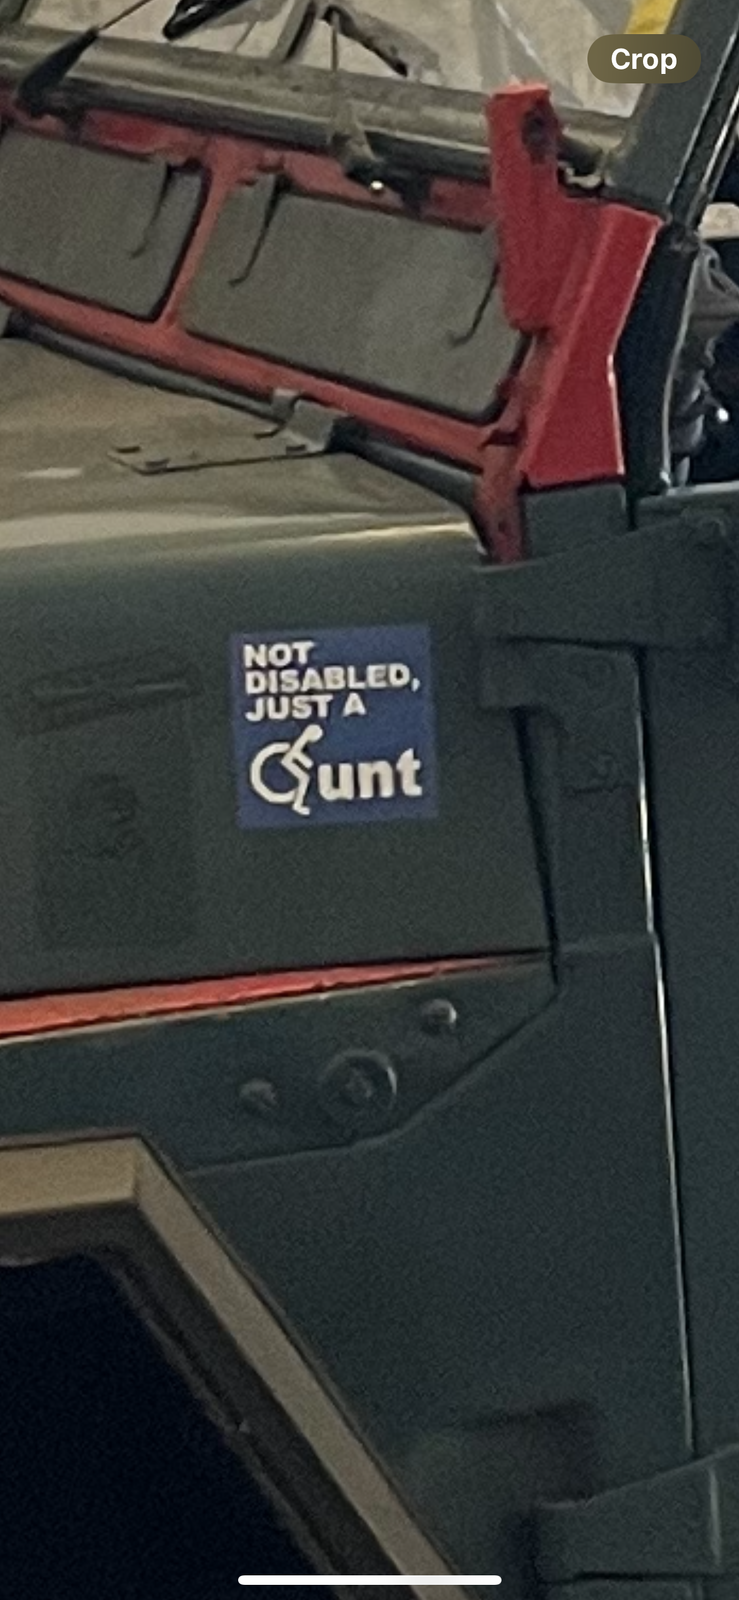 Crop
NOT
DISABLED,
JUST A
Cunt